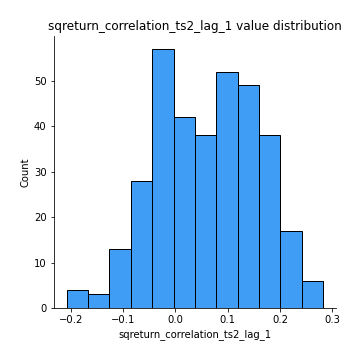 sqreturn_correlation_ts2_lag_1 value distribution
Count
50
40
30
20
10
0
−0.2 −0.1 0.0 0.1 0.2 0.3
sqreturn_correlation_ts2_lag_1